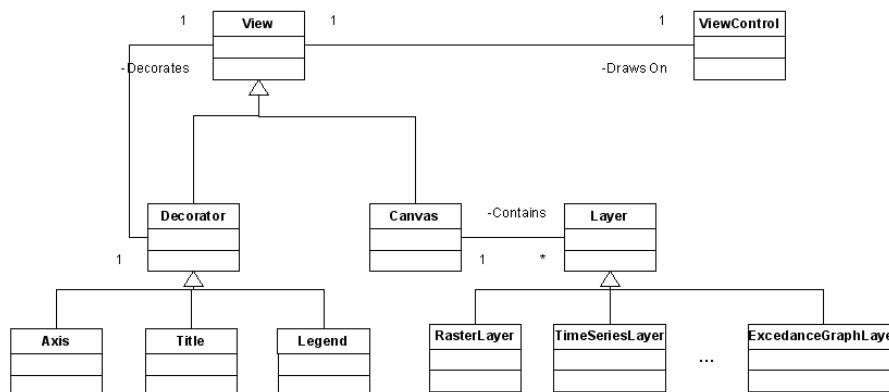 1
View
1
1
ViewControl
-Decorates
-Draws On
Decorator
Canvas
-Contains
Layer
1
1
*
Axis
Title
Legend
RasterLayer
TimeSeriesLayer
...
ExcedanceGraphLaye